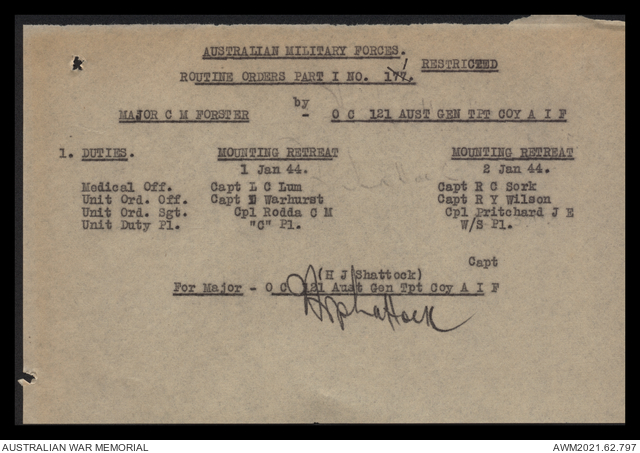 AUSTRALIAN MILITARY FORCES.
RESTRICTED
ROUTINE ORDERS PART I NO. 1
by
MAJOR C M FORSTER - O C 121 AUST GEN TPT COY A I F
1. DUTIES. MOUNTING RETREAT MOUNTING RETREAT
1 Jan 44. 2 Jan 44.
Medical Off. Capt L C Lum Capt R C Sork
Unit Ord. Off. Capt Warhurst Capt R Y Wilson
Unit Ord. Sgt. Cpl Rodda C M Cpl Pritchard J E
Unit Duty Pl. "C" Pl. W/S Pl.
Capt
(H J Shattock)
For Major - O C 121 Aust Gen Tpt Coy A I F
HJShattock
AUSTRALIAN WAR MEMORIAL AWM2021.62.797